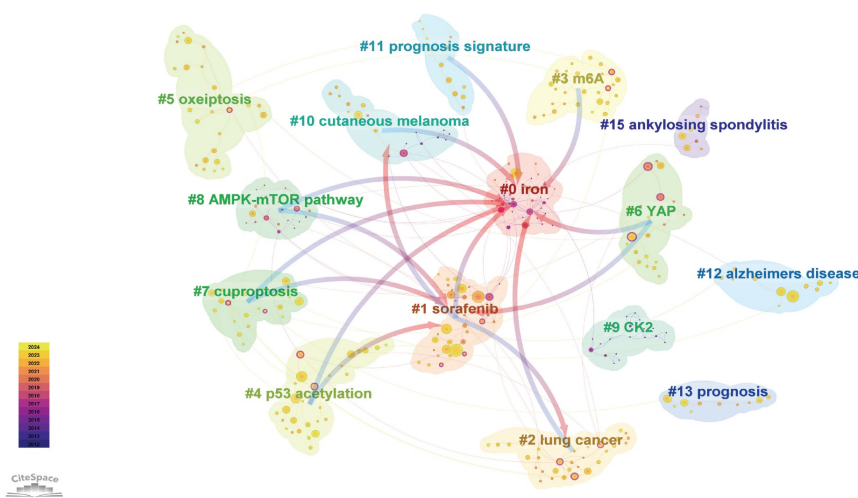 #11 prognosis signature
#3 m6A
#5 oxeiptosis
#10 cutaneous melanoma
#15 ankylosing spondylitis
#0 iron
#8 AMPK-mTOR pathway
#6 YAP
#12 alzheimers disease
#7 cuproptosis
#1 sorafenib
#9 CK2
#4 p53 acetylation
#13 prognosis
#2 lung cancer
2024
2023
2022
2021
2020
2019
2018
2017
2016
2015
2014
2013
2012
CiteSpace